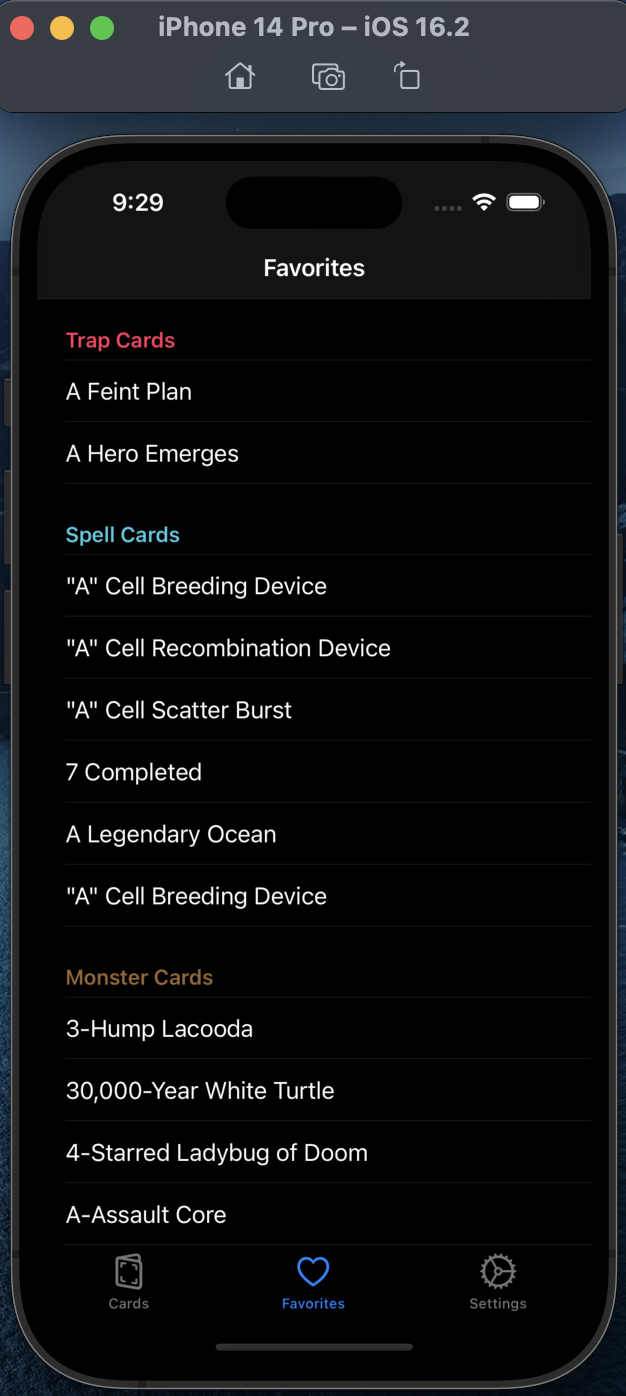 iPhone 14 Pro – iOS 16.2
9:29
Favorites
Trap Cards
A Feint Plan
A Hero Emerges
Spell Cards
"A" Cell Breeding Device
"A" Cell Recombination Device
"A" Cell Scatter Burst
7 Completed
A Legendary Ocean
"A" Cell Breeding Device
Monster Cards
3-Hump Lacooda
30,000-Year White Turtle
4-Starred Ladybug of Doom
A-Assault Core
Cards
Favorites
Settings